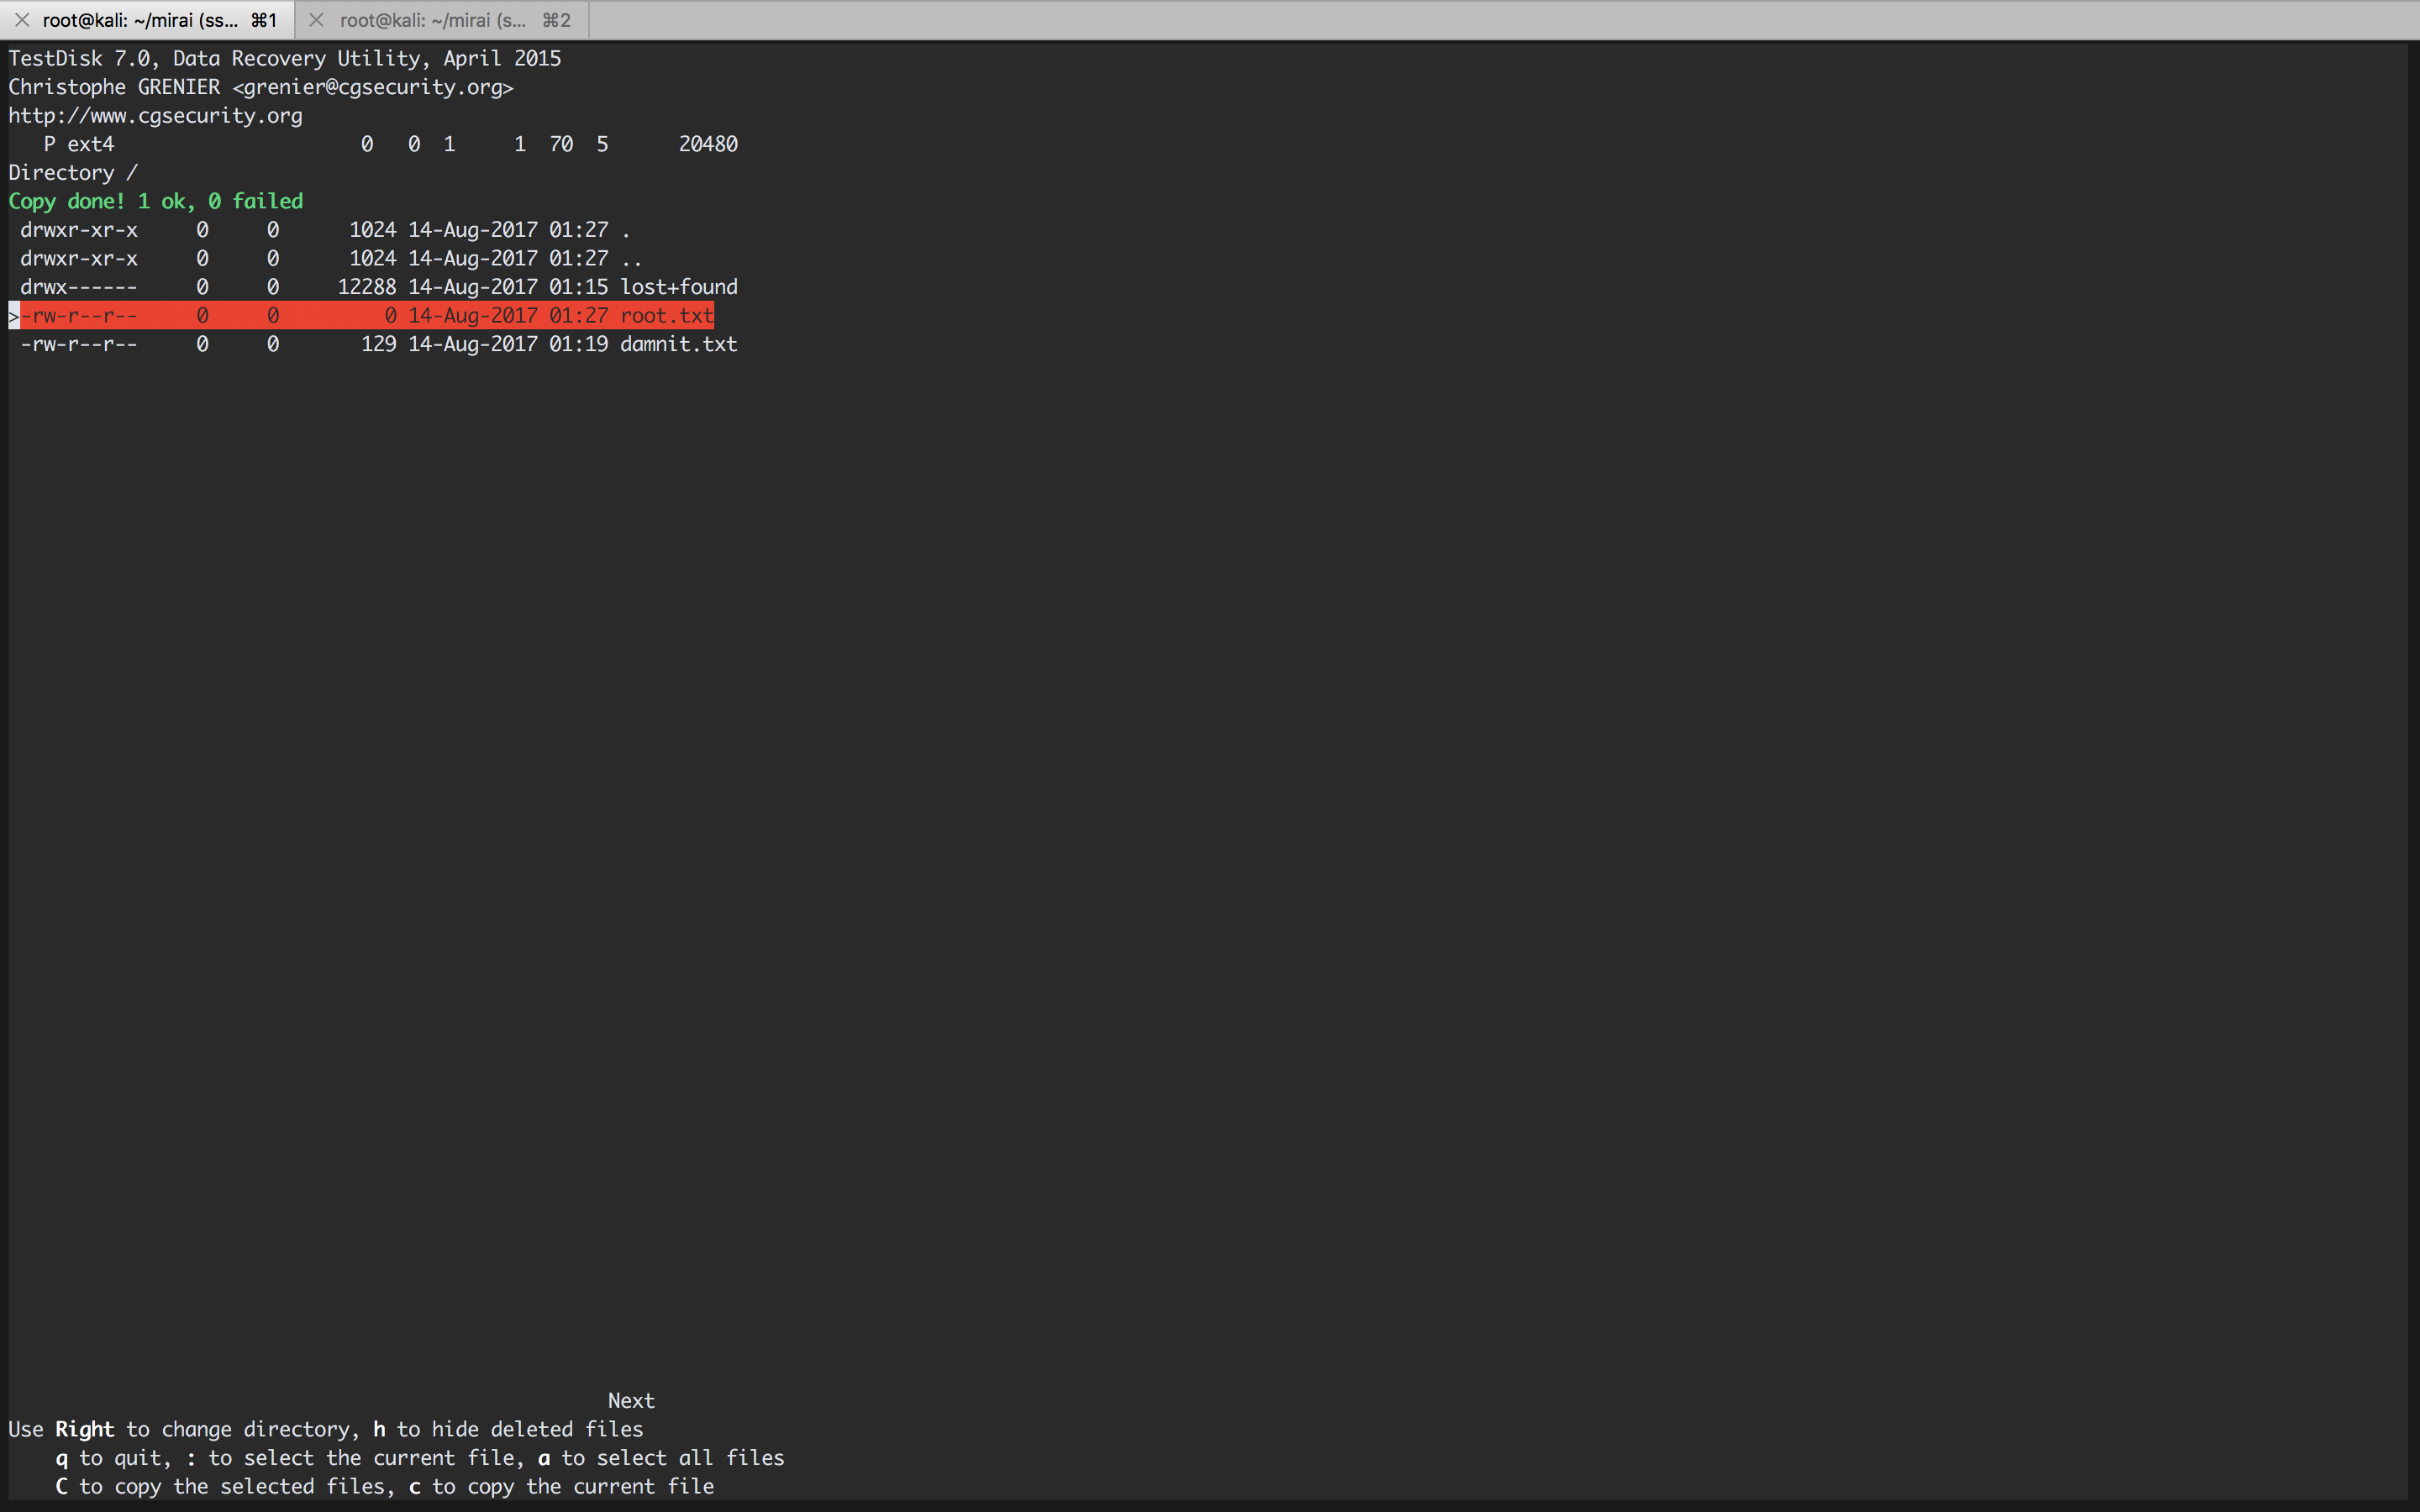 root@kali: ~/mirai (ss... ⌘1 root@kali: ~/mirai (s... ⌘2
TestDisk 7.0, Data Recovery Utility, April 2015
Christophe GRENIER <grenier@cgsecurity.org>
http://www.cgsecurity.org
P ext4 0 0 1 1 70 5 20480
Directory /
Copy done! 1 ok, 0 failed
drwxr-xr-x 0 0 1024 14-Aug-2017 01:27 .
drwxr-xr-x 0 0 1024 14-Aug-2017 01:27 ..
drwx------ 0 0 12288 14-Aug-2017 01:15 lost+found
>-rw-r--r-- 0 0 0 14-Aug-2017 01:27 root.txt
-rw-r--r-- 0 0 129 14-Aug-2017 01:19 damnit.txt
Next
Use Right to change directory, h to hide deleted files
q to quit, : to select the current file, a to select all files
C to copy the selected files, c to copy the current file